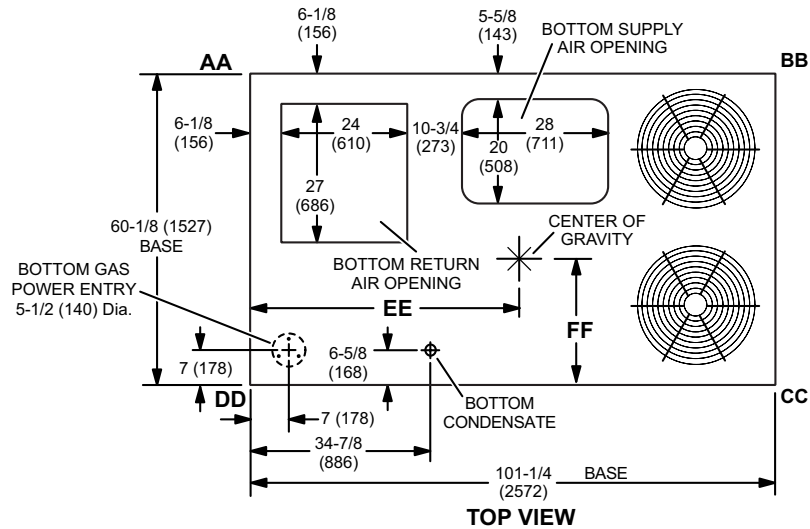 6-1/8
(156)
5-5/8
(143)
BOTTOM SUPPLY
AIR OPENING
AA
BB
6-1/8
(156)
24
(610)
10-3/4
(273)
28
(711)
20
(508)
27
(686)
60-1/8 (1527)
BASE
CENTER OF
GRAVITY
BOTTOM RETURN
AIR OPENING
BOTTOM GAS
POWER ENTRY
5-1/2 (140) Dia.
EE
FF
7 (178)
6-5/8
(168)
DD
CC
7 (178)
BOTTOM
CONDENSATE
34-7/8
(886)
101-1/4
(2572)
BASE
TOP VIEW